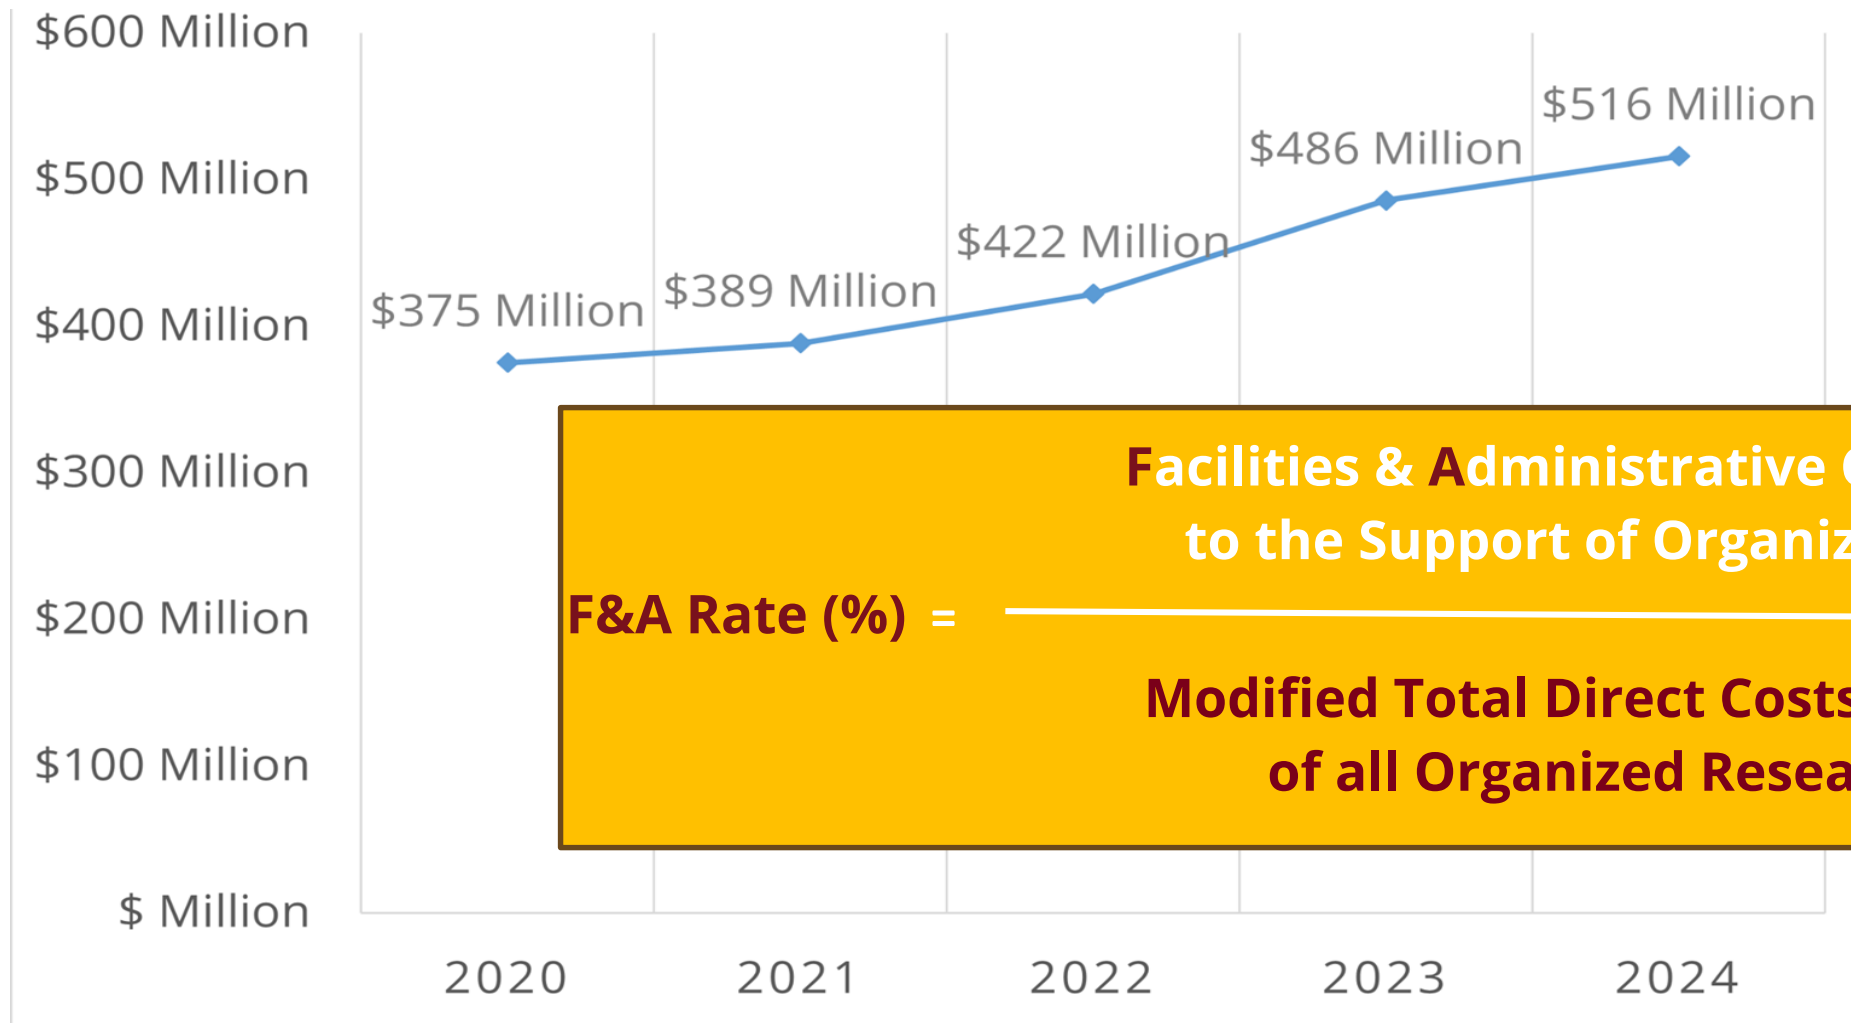 $600 Million
$500 Million
$400 Million
$300 Million
$200 Million
$100 Million
$ Million
$375 Million
$389 Million
$422 Million
$486 Million
$516 Million
Facilities & Administrative
to the Support of
F&A Rate (%) =
Modified Total Direct Costs
of all Organized
2020 2021 2022 2023 2024